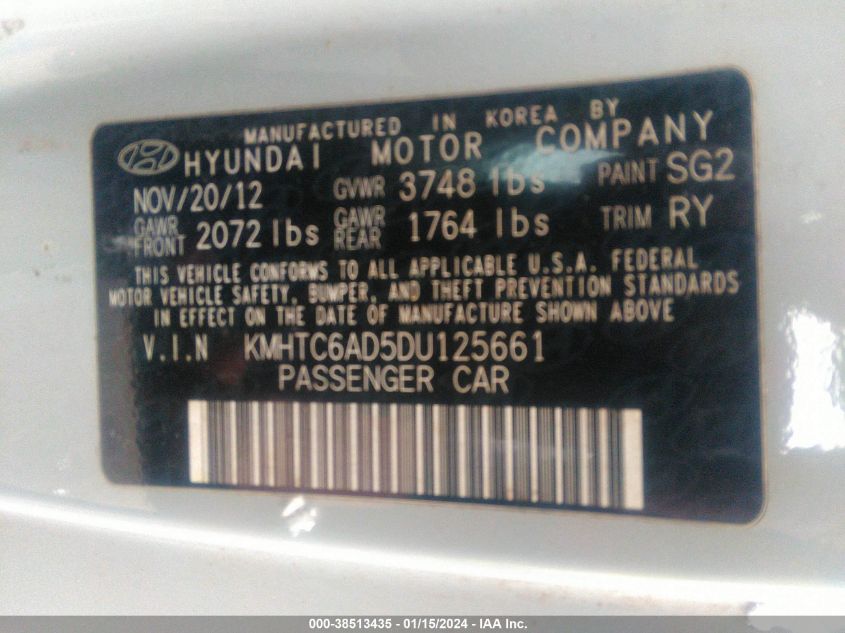 MANUFACTURED IN KOREA BY
HYUNDAI MOTOR COMPANY
NOV/20/12 GVWR 3748 lbs PAINT SG2
GAWR FRONT 2072 lbs GAWR REAR 1764 lbs TRIM RY
THIS VEHICLE CONFORMS TO ALL APPLICABLE U.S.A. FEDERAL
MOTOR VEHICLE SAFETY, BUMPER, AND THEFT PREVENTION STANDARDS
IN EFFECT ON THE DATE OF MANUFACTURE SHOWN ABOVE
V.I.N KMHTC6AD5DU125661
PASSENGER CAR
000-38513435 - 01/15/2024 - IAA Inc.